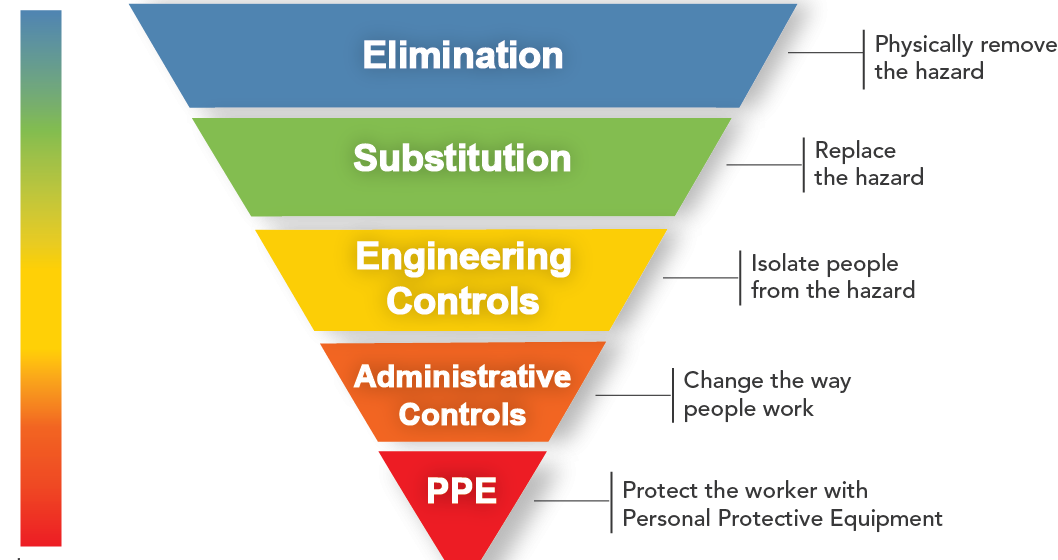 Elimination
Physically remove
the hazard
Substitution
Replace
the hazard
Engineering
Controls
Isolate people
from the hazard
Administrative
Controls
Change the way
people work
PPE
Protect the worker with
Personal Protective Equipment